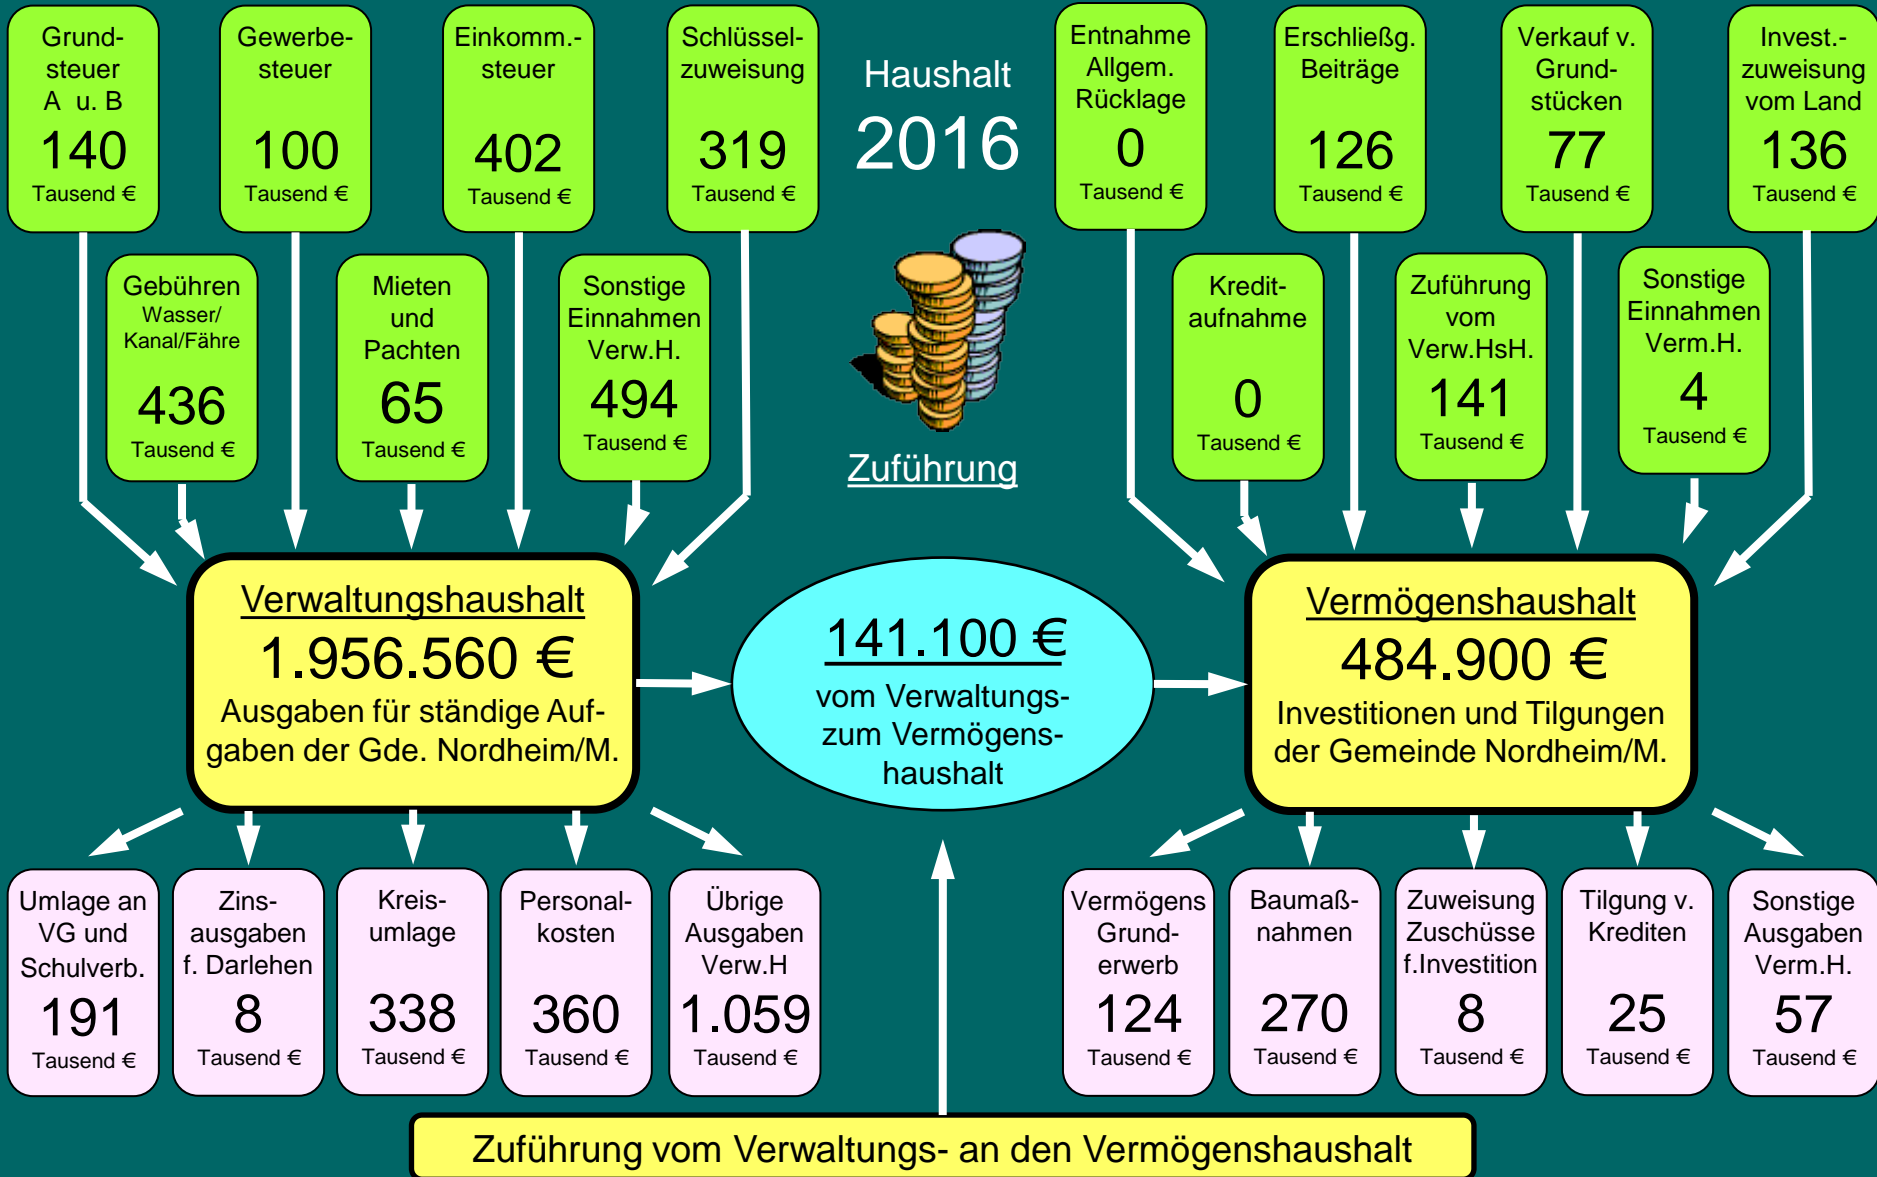 Grund-
steuer
A u. B
140
Tausend €
Gewerbe-
steuer
100
Tausend €
Einkomm.-
steuer
402
Tausend €
Schlüssel-
zuweisung
319
Tausend €
Haushalt
2016
Entnahme
Allgem.
Rücklage
0
Tausend €
Erschließg.
Beiträge
126
Tausend €
Verkauf v.
Grund-
stücken
77
Tausend €
Invest.-
zuweisung
vom Land
136
Tausend €
Gebühren
Wasser/
Kanal/Fähre
436
Tausend €
Mieten
und
Pachten
65
Tausend €
Sonstige
Einnahmen
Verw.H.
494
Tausend €
Zuführung
Kredit-
aufnahme
0
Tausend €
Zuführung
vom
Verw.HsH.
141
Tausend €
Sonstige
Einnahmen
Verm.H.
4
Tausend €
Verwaltungshaushalt
1.956.560 €
Ausgaben für ständige Auf-
gaben der Gde. Nordheim/M.
141.100 €
vom Verwaltungs-
zum Vermögens-
haushalt
Vermögenshaushalt
484.900 €
Investitionen und Tilgungen
der Gemeinde Nordheim/M.
Umlage an
VG und
Schulverb.
191
Tausend €
Zins-
ausgaben
f. Darlehen
8
Tausend €
Kreis-
umlage
338
Tausend €
Personal-
kosten
360
Tausend €
Übrige
Ausgaben
Verw.H
1.059
Tausend €
Vermögens
Grund-
erwerb
124
Tausend €
Baumaß-
nahmen
270
Tausend €
Zuweisung
Zuschüsse
f.Investition
8
Tausend €
Tilgung v.
Krediten
25
Tausend €
Sonstige
Ausgaben
Verm.H.
57
Tausend €
Zuführung vom Verwaltungs- an den Vermögenshaushalt